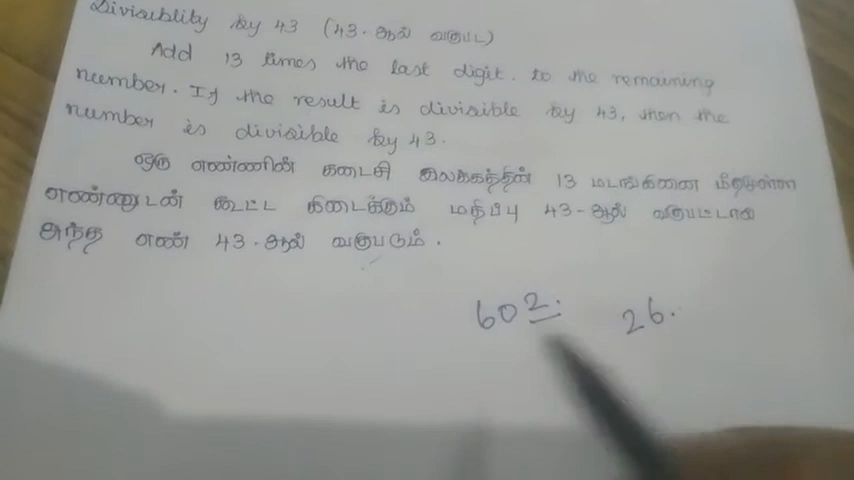 Divisiblity by 43 (43-ஆல் வகுபட)
Add 13 times the last digit to the remaining
number. If the result is divisible by 43, then the
number is divisible by 43.
ஒரு எண்ணின் கடைசி இலக்கத்தின் 13 மடங்கினை மீதமுள்ள
எண்ணுடன் கூட்ட கிடைக்கும் மதிப்பு 43-ஆல் வகுபட்டால்
அந்த எண் 43-ஆல் வகுபடும்.
602. 26.